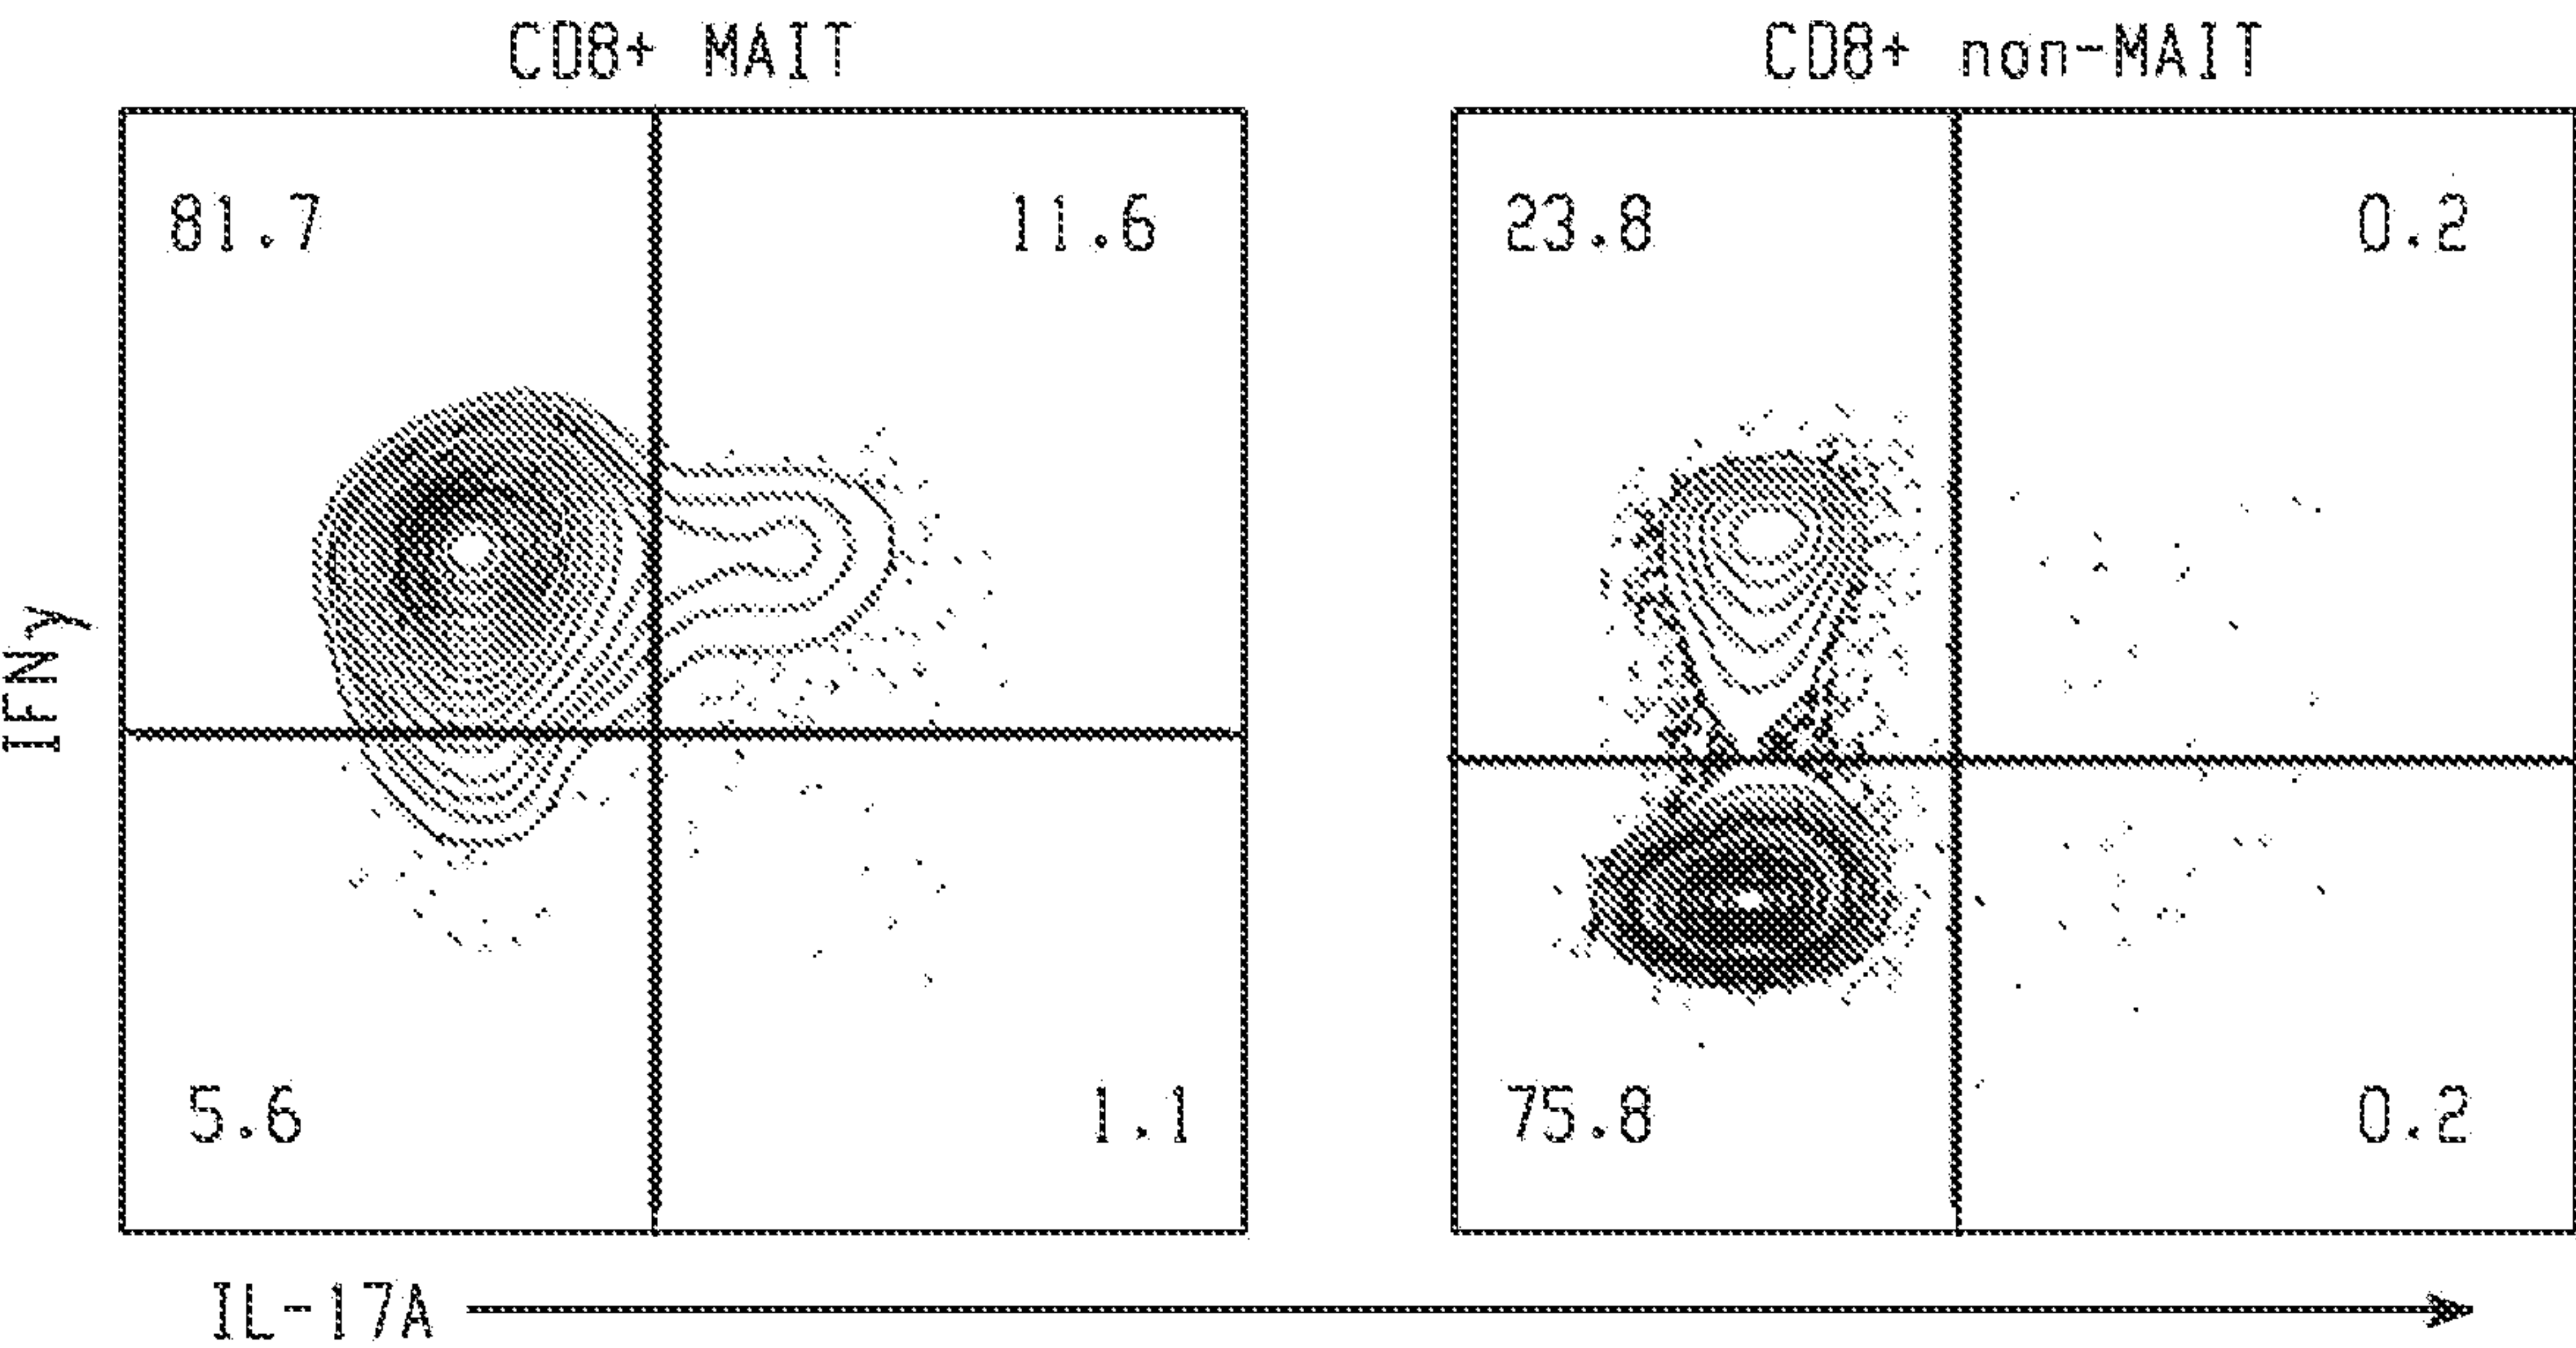 CD8+ MAIT
CD8+ non-MAIT
81.7
11.6
23.8
0.2
IFNγ
5.6
1.1
75.8
0.2
IL-17A